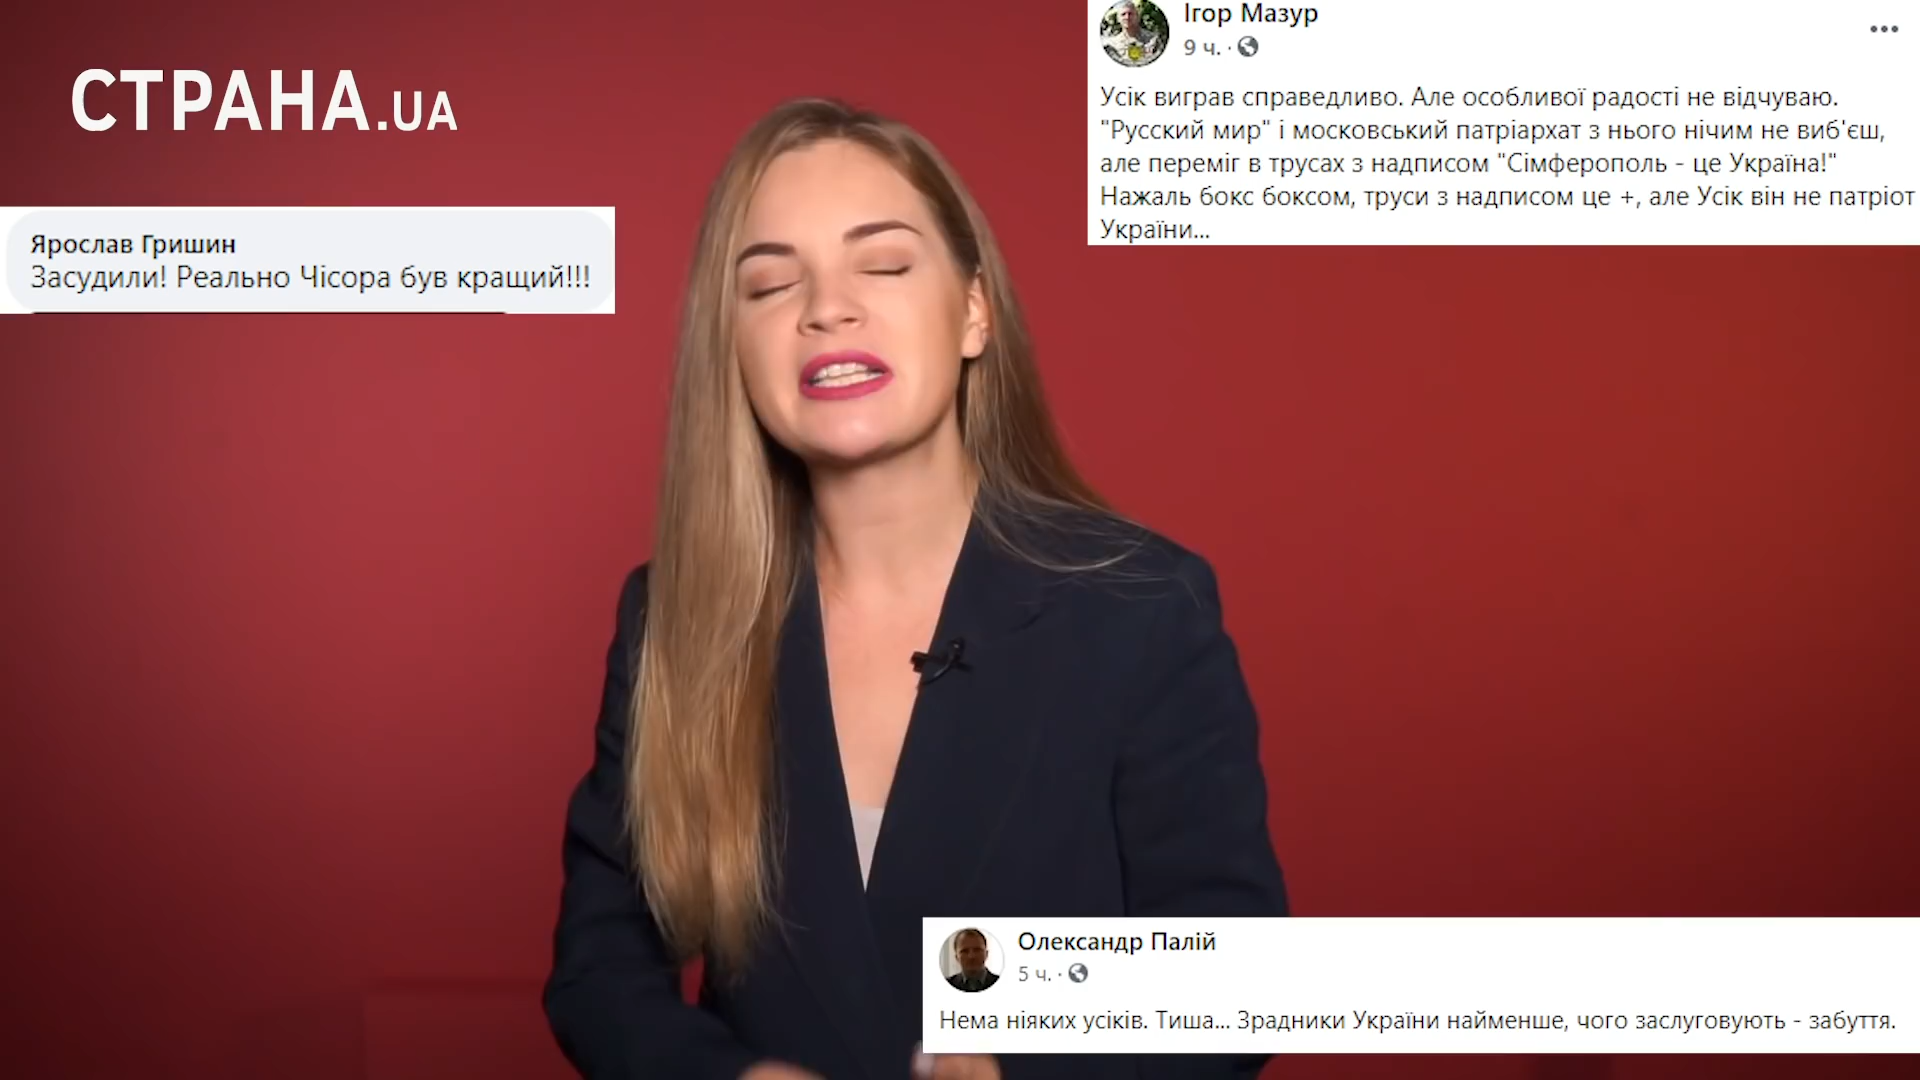 СТРАНА.UA
Ярослав Гришин
Засудили! Реально Чісора був кращий!!!
Ігор Мазур
9 ч. ·
Усік виграв справедливо. Але особливої радості не відчуваю.
"Русский мир" і московський патріархат з нього нічим не виб'єш,
але переміг в трусах з надписом "Сімферополь - це Україна!"
Нажаль бокс боксом, труси з надписом це +, але Усік він не патріот
України...
Олександр Палій
5 ч. ·
Нема ніяких усіків. Тиша... Зрадники України найменше, чого заслуговують - забуття.